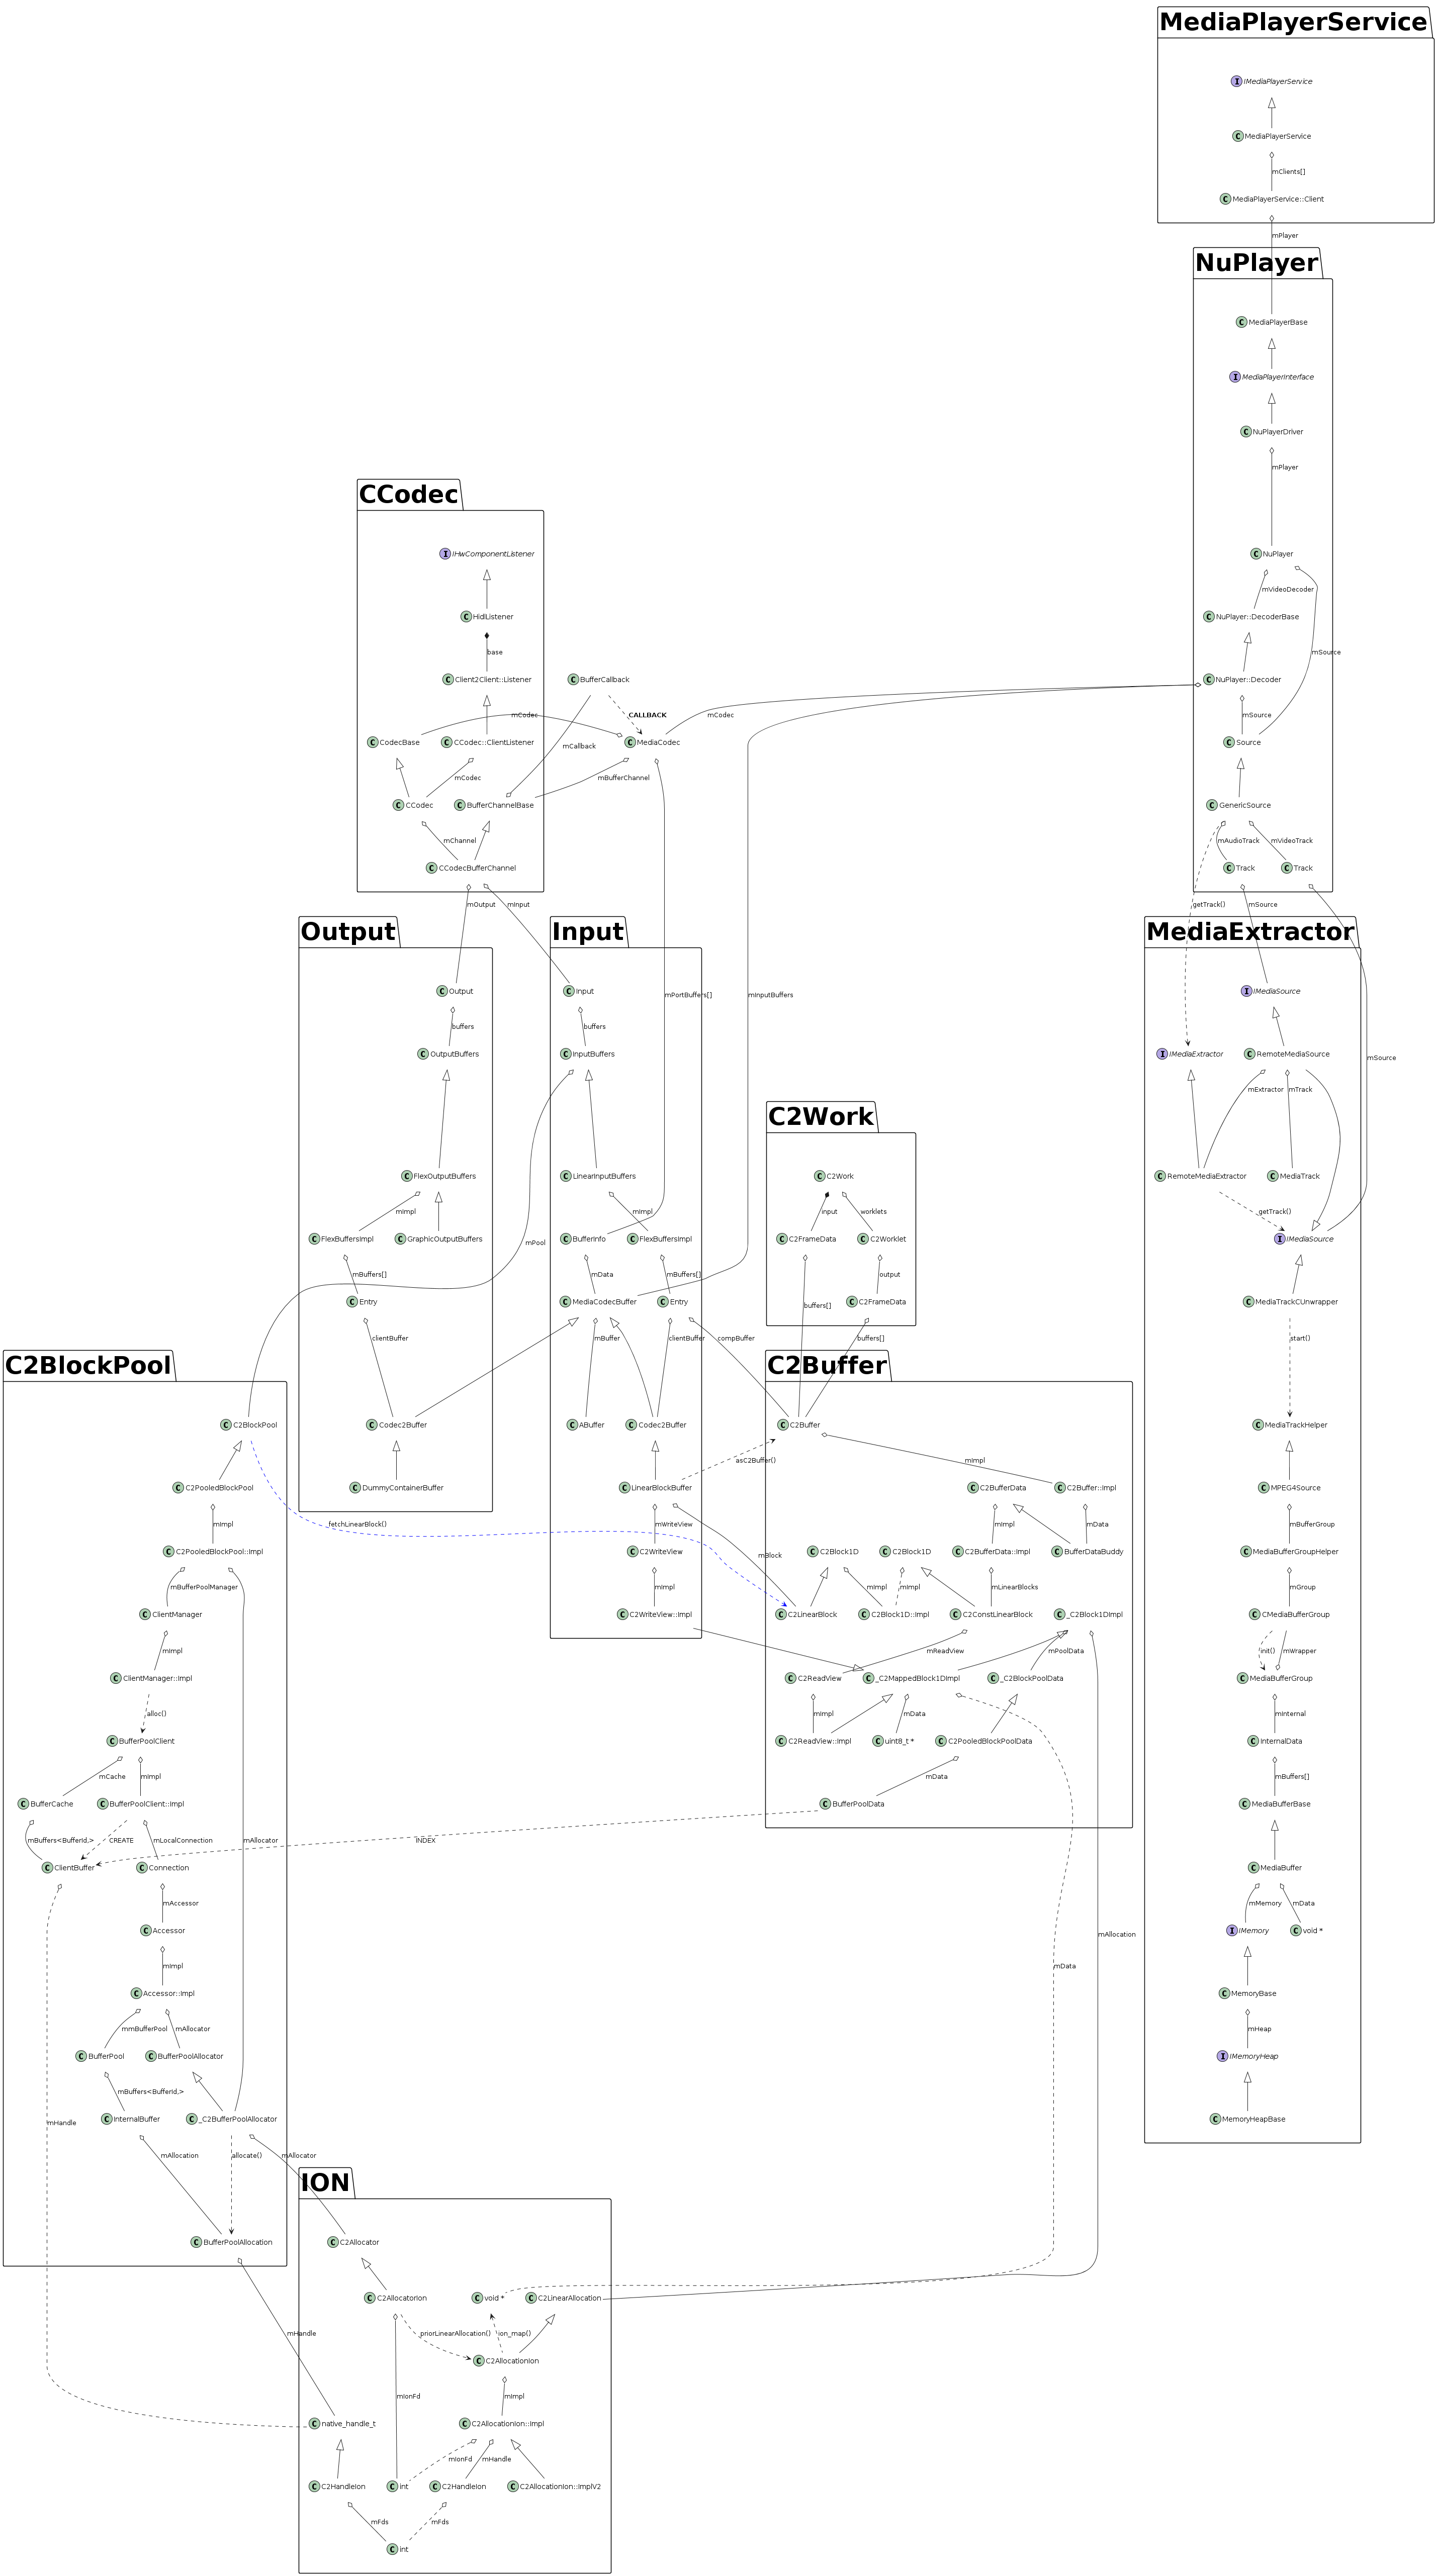 MediaPlayerService
IMediaPlayerService
MediaPlayerService
mClients[]
MediaPlayerService::Client
mPlayer
NuPlayer
MediaPlayerBase
MediaPlayerInterface
NuPlayerDriver
mPlayer
NuPlayer
mVideoDecoder
NuPlayer::DecoderBase
mSource
NuPlayer::Decoder
mSource
Source
GenericSource
mAudioTrack
mVideoTrack
Track
Track
getTrack()
mSource
mSource
mCodec
mInputBuffers
CCodec
IHwComponentListener
HidlListener
base
Client2Client::Listener
BufferCallback
CALLBACK
mCodec
CodecBase
CCodec::ClientListener
MediaCodec
mCallback
mCodec
mBufferChannel
CCodec
BufferChannelBase
mChannel
CCodecBufferChannel
mOutput
mInput
mPortBuffers[]
Output
Output
buffers
OutputBuffers
FlexOutputBuffers
mImpl
FlexBuffersImpl
GraphicOutputBuffers
mBuffers[]
Entry
clientBuffer
Codec2Buffer
DummyContainerBuffer
Input
Input
buffers
InputBuffers
LinearInputBuffers
mImpl
mPool
BufferInfo
FlexBuffersImpl
mData
mBuffers[]
MediaCodecBuffer
Entry
mBuffer
clientBuffer
compBuffer
ABuffer
Codec2Buffer
asC2Buffer()
LinearBlockBuffer
mWriteView
mBlock
C2WriteView
mImpl
C2WriteView::Impl
C2Work
C2Work
input
worklets
C2FrameData
C2Worklet
output
C2FrameData
buffers[]
buffers[]
C2Buffer
C2Buffer
mImpl
C2BufferData
C2Buffer::Impl
mImpl
mData
C2Block1D
C2Block1D
C2BufferData::Impl
BufferDataBuddy
mImpl
mImpl
mLinearBlocks
C2LinearBlock
C2Block1D::Impl
C2ConstLinearBlock
_C2Block1DImpl
mReadView
mPoolData
C2ReadView
_C2MappedBlock1DImpl
_C2BlockPoolData
mImpl
mData
C2ReadView::Impl
uint8_t *
C2PooledBlockPoolData
mData
BufferPoolData
INDEX
mAllocation
mData
MediaExtractor
IMediaSource
IMediaExtractor
RemoteMediaSource
mExtractor
mTrack
RemoteMediaExtractor
MediaTrack
getTrack()
IMediaSource
MediaTrackCUnwrapper
start()
MediaTrackHelper
MPEG4Source
mBufferGroup
MediaBufferGroupHelper
mGroup
CMediaBufferGroup
init()
mWrapper
MediaBufferGroup
mInternal
InternalData
mBuffers[]
MediaBufferBase
MediaBuffer
mMemory
mData
IMemory
void *
MemoryBase
mHeap
IMemoryHeap
MemoryHeapBase
C2BlockPool
C2BlockPool
C2PooledBlockPool
fetchLinearBlock()
mImpl
C2PooledBlockPool::Impl
mBufferPoolManager
ClientManager
mImpl
ClientManager::Impl
alloc()
BufferPoolClient
mCache
mImpl
BufferCache
BufferPoolClient::Impl
mBuffers<BufferId,>
CREATE
mLocalConnection
mAllocator
ClientBuffer
Connection
mAccessor
Accessor
mImpl
Accessor::Impl
mmBufferPool
mAllocator
BufferPool
BufferPoolAllocator
mBuffers<BufferId,>
mHandle
InternalBuffer
_C2BufferPoolAllocator
mAllocation
allocate()
mAllocator
BufferPoolAllocation
mHandle
ION
C2Allocator
C2AllocatorIon
void *
C2LinearAllocation
priorLinearAllocation()
ion_map()
C2AllocationIon
mIonFd
mImpl
native_handle_t
C2AllocationIon::Impl
mIonFd
mHandle
C2HandleIon
int
C2HandleIon
C2AllocationIon::ImplV2
mFds
mFds
int